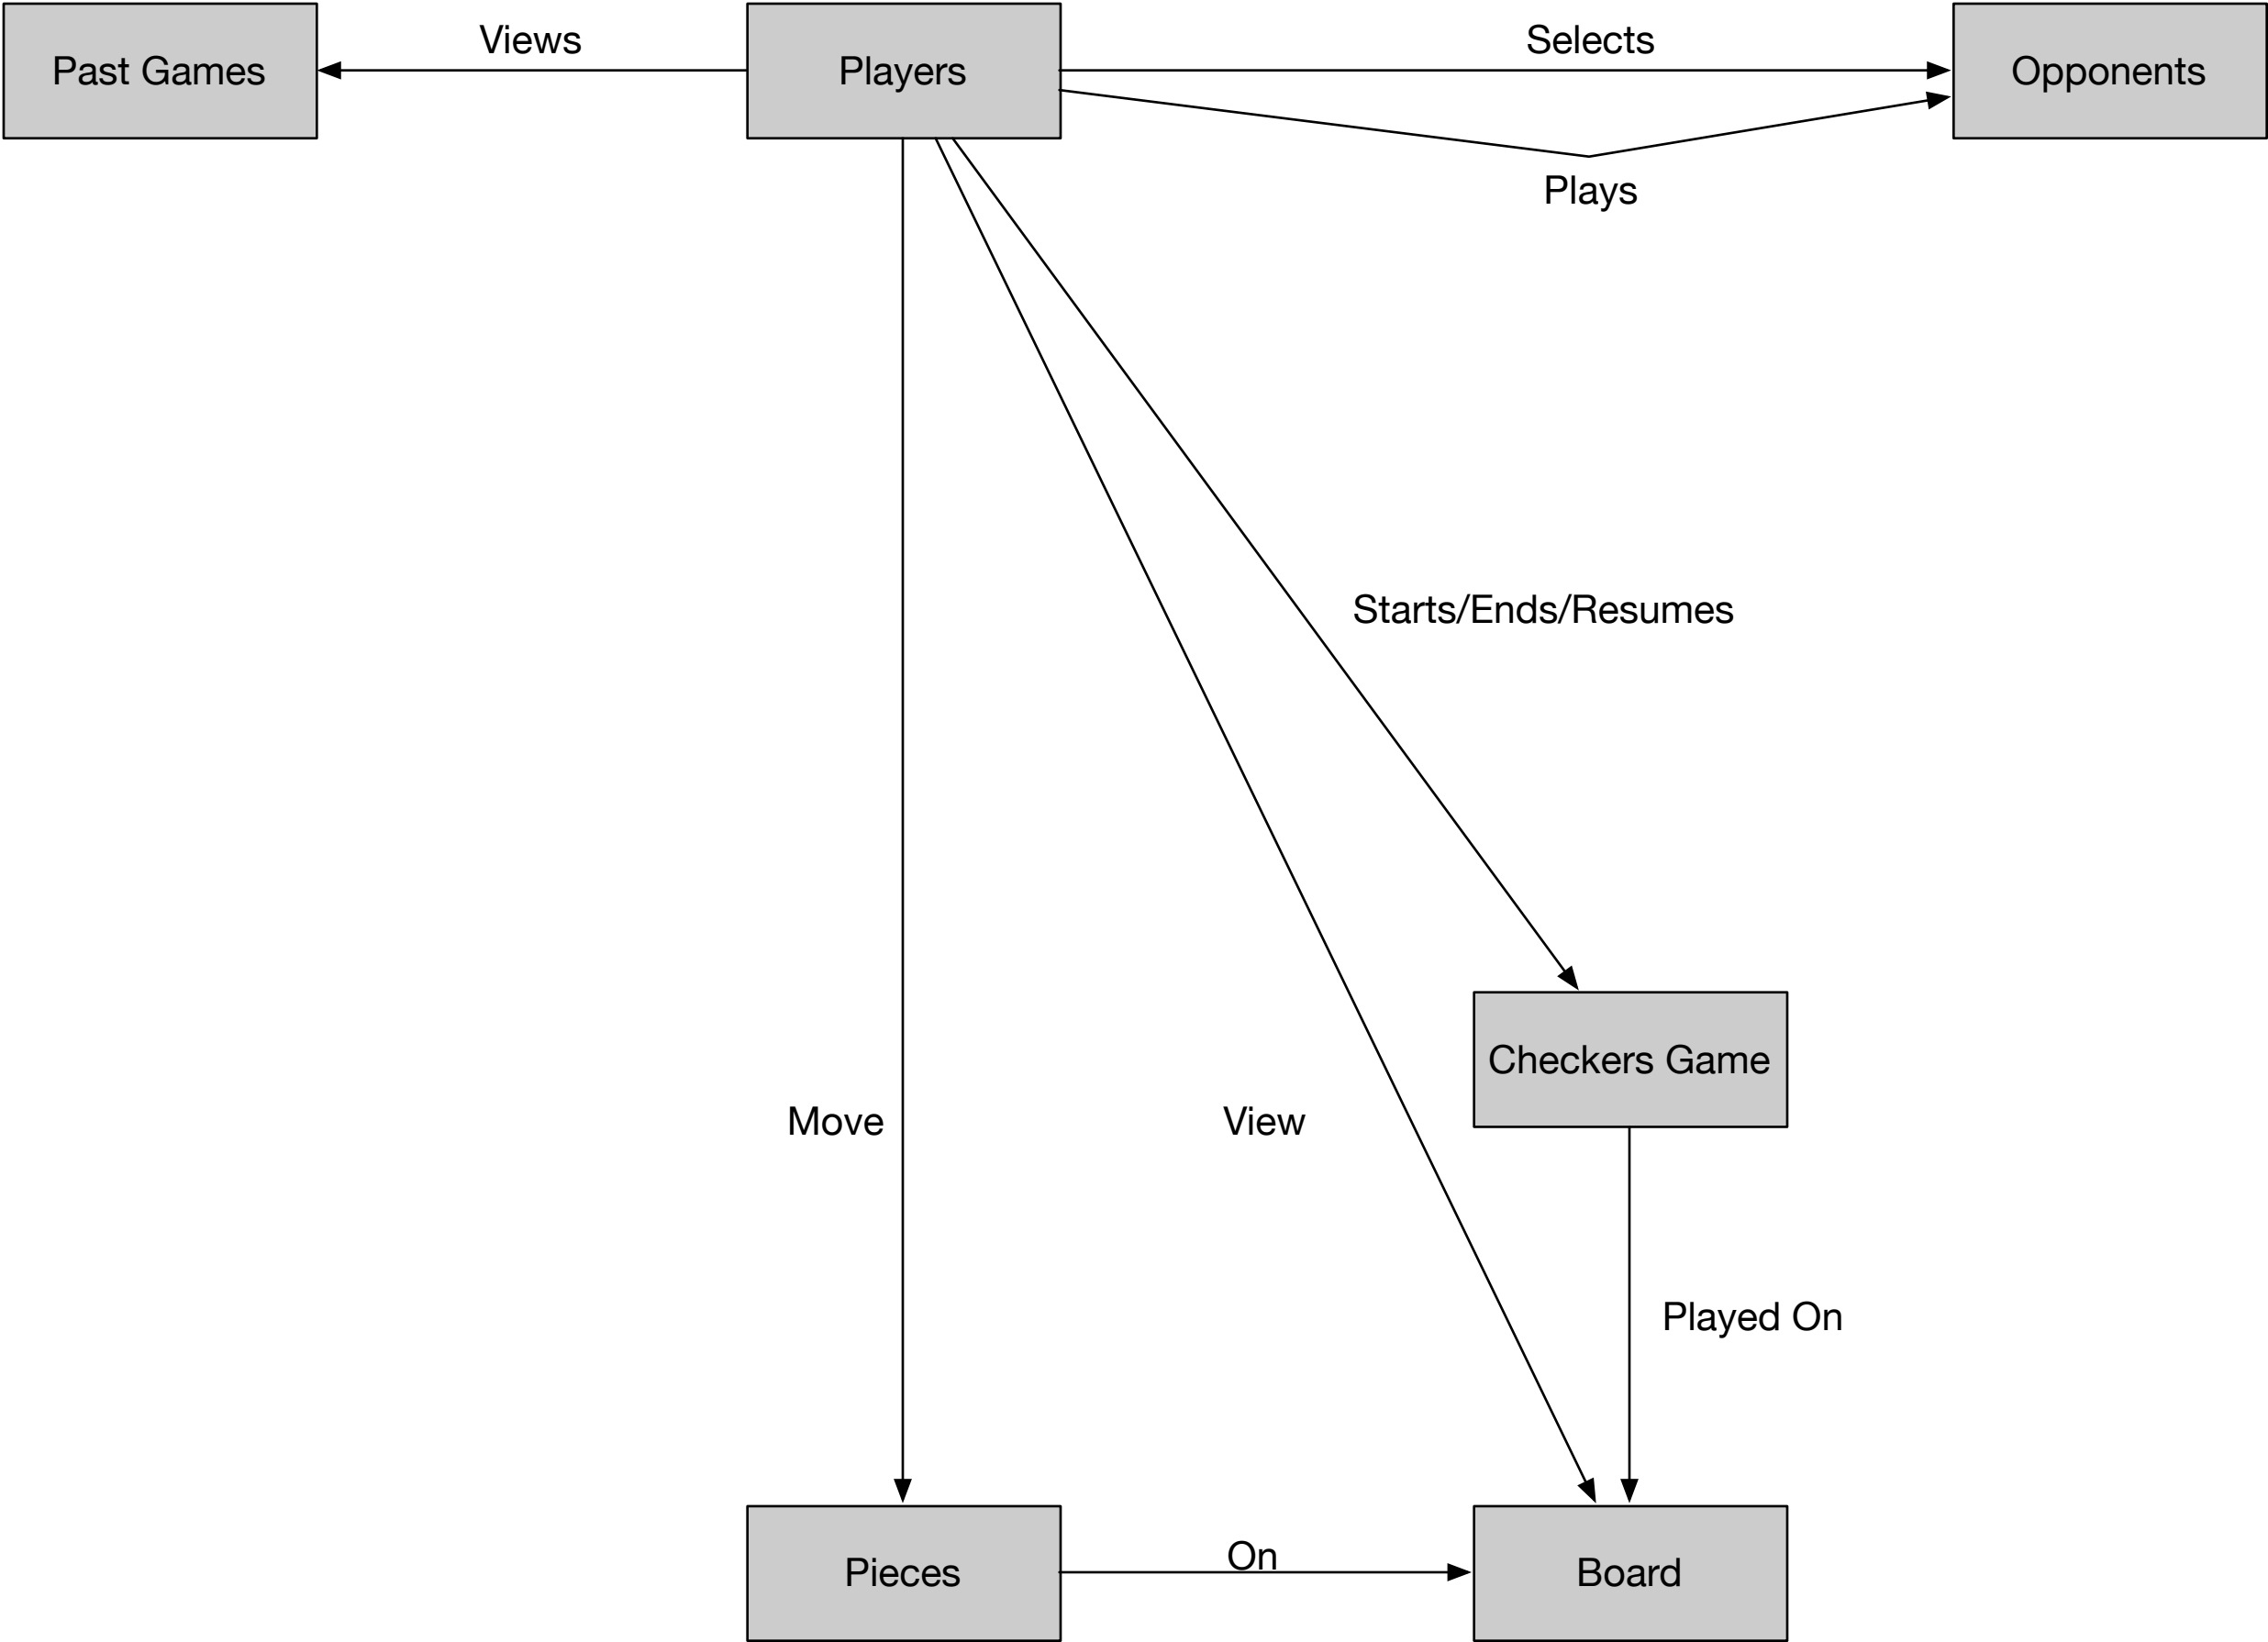 Views
Selects
Past Games
Players
Opponents
Plays
Starts/Ends/Resumes
Checkers Game
Move
View
Played On
On
Pieces
Board